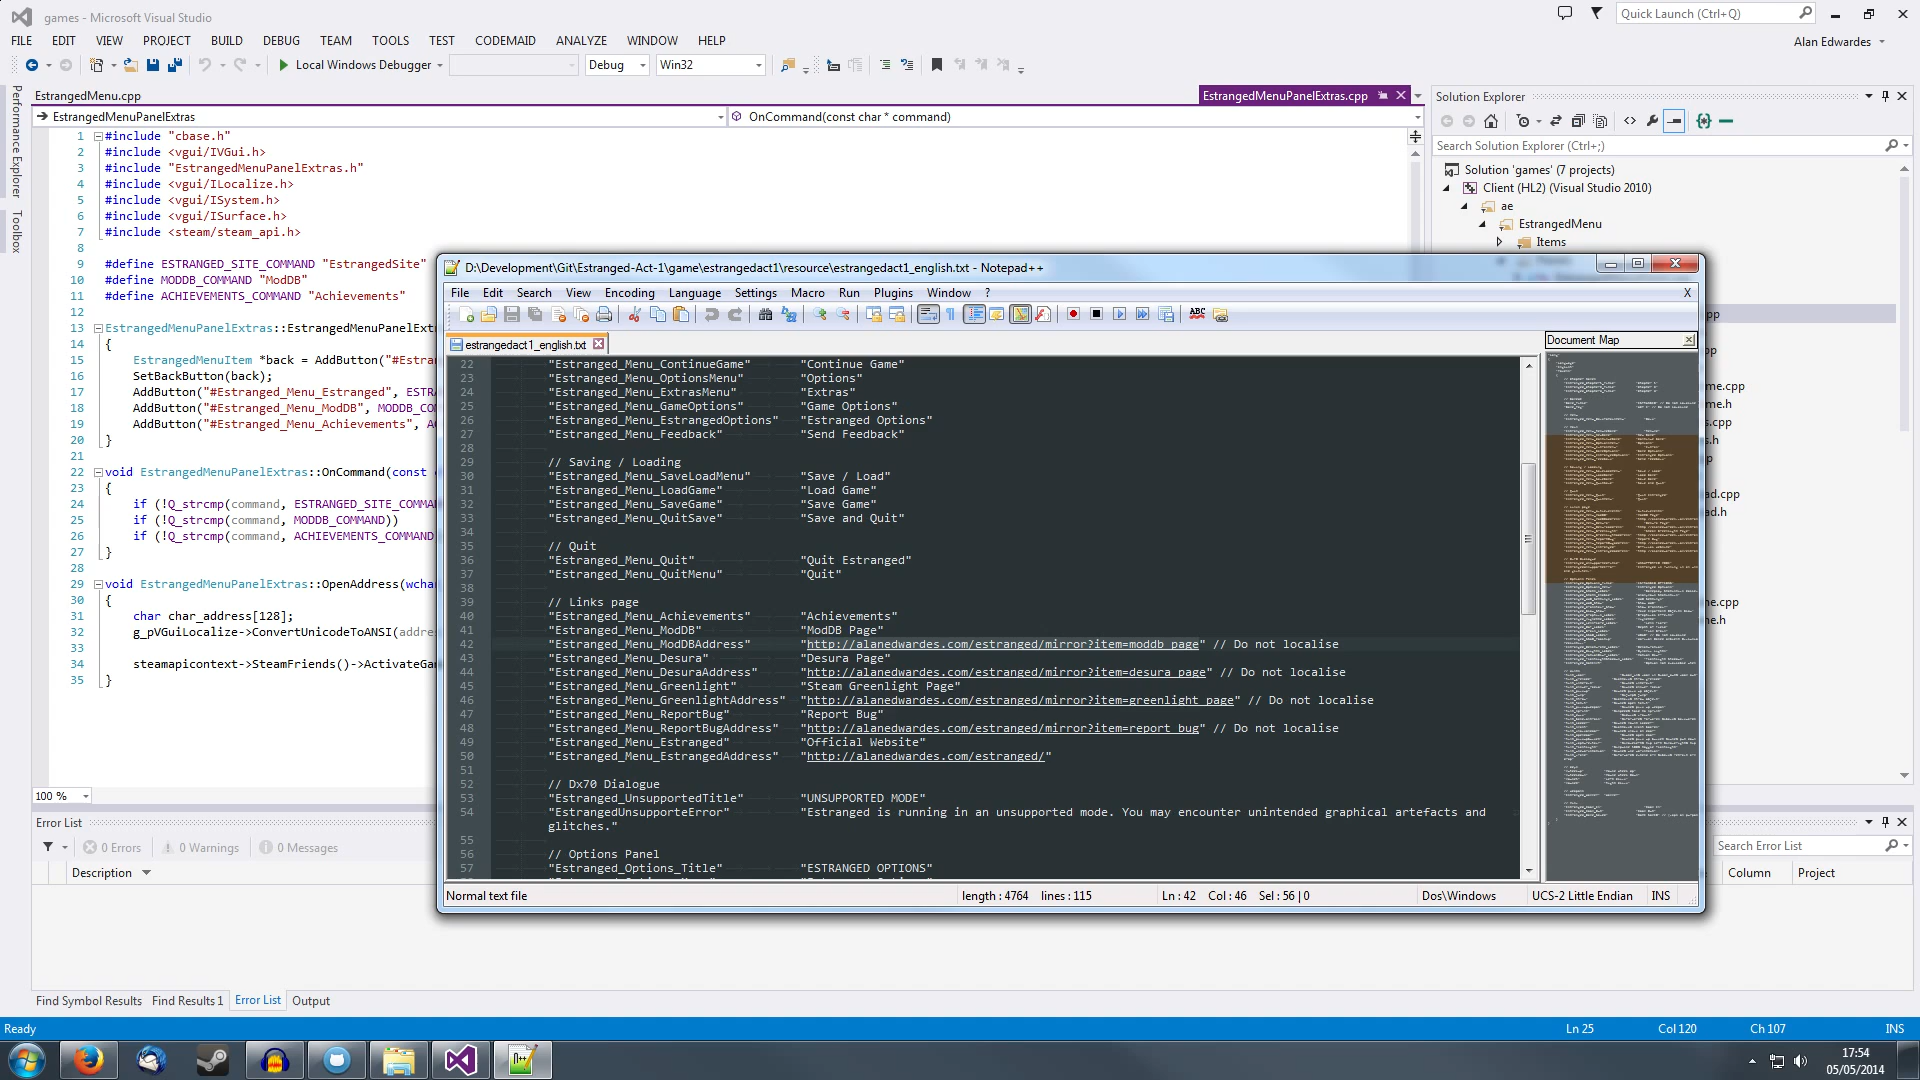 games - Microsoft Visual Studio
Quick Launch (Ctrl+Q)
FILE EDIT VIEW PROJECT BUILD DEBUG TEAM TOOLS TEST CODEMAID ANALYZE WINDOW HELP
Alan Edwardes
Local Windows Debugger Debug Win32
Performance Explorer
Toolbox
EstrangedMenu.cpp
EstrangedMenuPanelExtras.cpp
EstrangedMenuPanelExtras
OnCommand(const char * command)
1 #include "cbase.h"
2 #include <vgui/IVGui.h>
3 #include "EstrangedMenuPanelExtras.h"
4 #include <vgui/ILocalize.h>
5 #include <vgui/ISystem.h>
6 #include <vgui/ISurface.h>
7 #include <steam/steam_api.h>
8
9 #define ESTRANGED_SITE_COMMAND "EstrangedSite"
10 #define MODDB_COMMAND "ModDB"
11 #define ACHIEVEMENTS_COMMAND "Achievements"
12
13 EstrangedMenuPanelExtras::EstrangedMenuPanelExt
14 {
15 EstrangedMenuItem *back = AddButton("#Estra
16 SetBackButton(back);
17 AddButton("#Estranged_Menu_Estranged", ESTR
18 AddButton("#Estranged_Menu_ModDB", MODDB_CO
19 AddButton("#Estranged_Menu_Achievements", A
20 }
21
22 void EstrangedMenuPanelExtras::OnCommand(const
23 {
24 if (!Q_strcmp(command, ESTRANGED_SITE_COMMA
25 if (!Q_strcmp(command, MODDB_COMMAND))
26 if (!Q_strcmp(command, ACHIEVEMENTS_COMMAND
27 }
28
29 void EstrangedMenuPanelExtras::OpenAddress(wchar
30 {
31 char char_address[128];
32 g_pVGuiLocalize->ConvertUnicodeToANSI(addre
33
34 steamapicontext->SteamFriends()->ActivateGa
35 }
100 %
Solution Explorer
Search Solution Explorer (Ctrl+;)
Solution 'games' (7 projects)
Client (HL2) (Visual Studio 2010)
ae
EstrangedMenu
Items
D:\Development\Git\Estranged-Act-1\game\estrangedact1\resource\estrangedact1_english.txt - Notepad++
File Edit Search View Encoding Language Settings Macro Run Plugins Window ? X
ABC
estrangedact1_english.txt
Document Map
22 "Estranged_Menu_ContinueGame" "Continue Game"
23 "Estranged_Menu_OptionsMenu" "Options"
24 "Estranged_Menu_ExtrasMenu" "Extras"
25 "Estranged_Menu_GameOptions" "Game Options"
26 "Estranged_Menu_EstrangedOptions" "Estranged Options"
27 "Estranged_Menu_Feedback" "Send Feedback"
28
29 // Saving / Loading
30 "Estranged_Menu_SaveLoadMenu" "Save / Load"
31 "Estranged_Menu_LoadGame" "Load Game"
32 "Estranged_Menu_SaveGame" "Save Game"
33 "Estranged_Menu_QuitSave" "Save and Quit"
34
35 // Quit
36 "Estranged_Menu_Quit" "Quit Estranged"
37 "Estranged_Menu_QuitMenu" "Quit"
38
39 // Links page
40 "Estranged_Menu_Achievements" "Achievements"
41 "Estranged_Menu_ModDB" "ModDB Page"
42 "Estranged_Menu_ModDBAddress" "http://alanedwardes.com/estranged/mirror?item=moddb_page" // Do not localise
43 "Estranged_Menu_Desura" "Desura Page"
44 "Estranged_Menu_DesuraAddress" "http://alanedwardes.com/estranged/mirror?item=desura_page" // Do not localise
45 "Estranged_Menu_Greenlight" "Steam Greenlight Page"
46 "Estranged_Menu_GreenlightAddress" "http://alanedwardes.com/estranged/mirror?item=greenlight_page" // Do not localise
47 "Estranged_Menu_ReportBug" "Report Bug"
48 "Estranged_Menu_ReportBugAddress" "http://alanedwardes.com/estranged/mirror?item=report_bug" // Do not localise
49 "Estranged_Menu_Estranged" "Official Website"
50 "Estranged_Menu_EstrangedAddress" "http://alanedwardes.com/estranged/"
51
52 // Dx70 Dialogue
53 "Estranged_UnsupportedTitle" "UNSUPPORTED MODE"
54 "EstrangedUnsupporteError" "Estranged is running in an unsupported mode. You may encounter unintended graphical artefacts and
glitches."
55
56 // Options Panel
57 "Estranged_Options_Title" "ESTRANGED OPTIONS"
Normal text file length : 4764 lines : 115 Ln : 42 Col : 46 Sel : 56 | 0 Dos\Windows UCS-2 Little Endian INS
Error List
0 Errors 0 Warnings 0 Messages
Search Error List
Description Column Project
Find Symbol Results Find Results 1 Error List Output
Ready Ln 25 Col 120 Ch 107 INS
17:54
05/05/2014